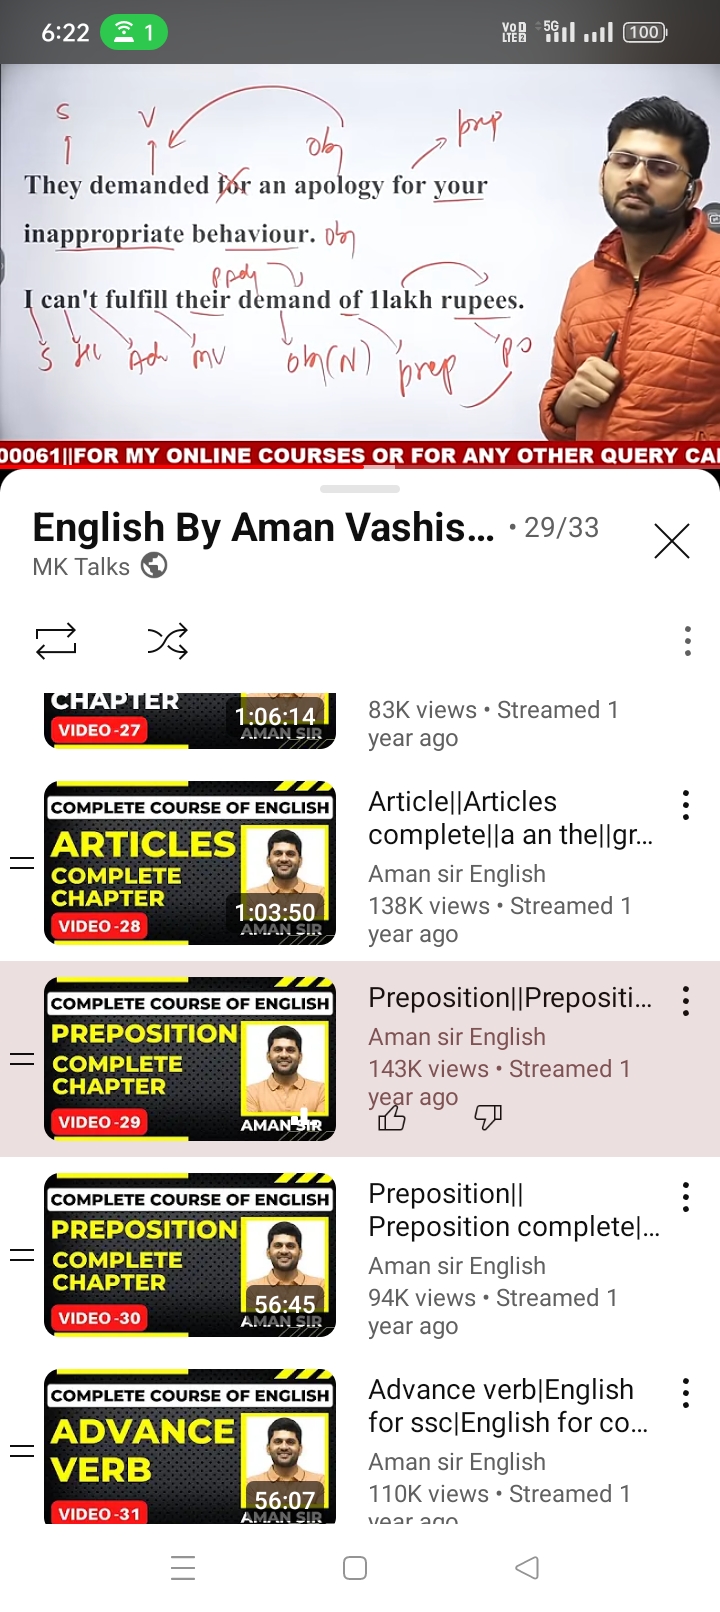 6:22
1
Vo D
LTE 2
5G
100
S
V
obj
prep
They demanded for an apology for your
inappropriate behaviour. obj
P Adj
I can't fulfill their demand of 1lakh rupees.
S HV Adv MV obj(N) prep PO
00061||FOR MY ONLINE COURSES OR FOR ANY OTHER QUERY CAL
English By Aman Vashis... • 29/33
MK Talks
CHAPTER
VIDEO -27
1:06:14
AMAN SIR
83K views • Streamed 1
year ago
COMPLETE COURSE OF ENGLISH
ARTICLES
COMPLETE
CHAPTER
VIDEO -28
1:03:50
AMAN SIR
Article||Articles
complete||a an the||gr...
Aman sir English
138K views • Streamed 1
year ago
COMPLETE COURSE OF ENGLISH
PREPOSITION
COMPLETE
CHAPTER
VIDEO -29
AMAN SIR
Preposition||Prepositi...
Aman sir English
143K views • Streamed 1
year ago
COMPLETE COURSE OF ENGLISH
PREPOSITION
COMPLETE
CHAPTER
VIDEO -30
56:45
AMAN SIR
Preposition||
Preposition complete|...
Aman sir English
94K views • Streamed 1
year ago
COMPLETE COURSE OF ENGLISH
ADVANCE
VERB
VIDEO -31
56:07
AMAN SIR
Advance verb|English
for ssc|English for co...
Aman sir English
110K views • Streamed 1
year ago